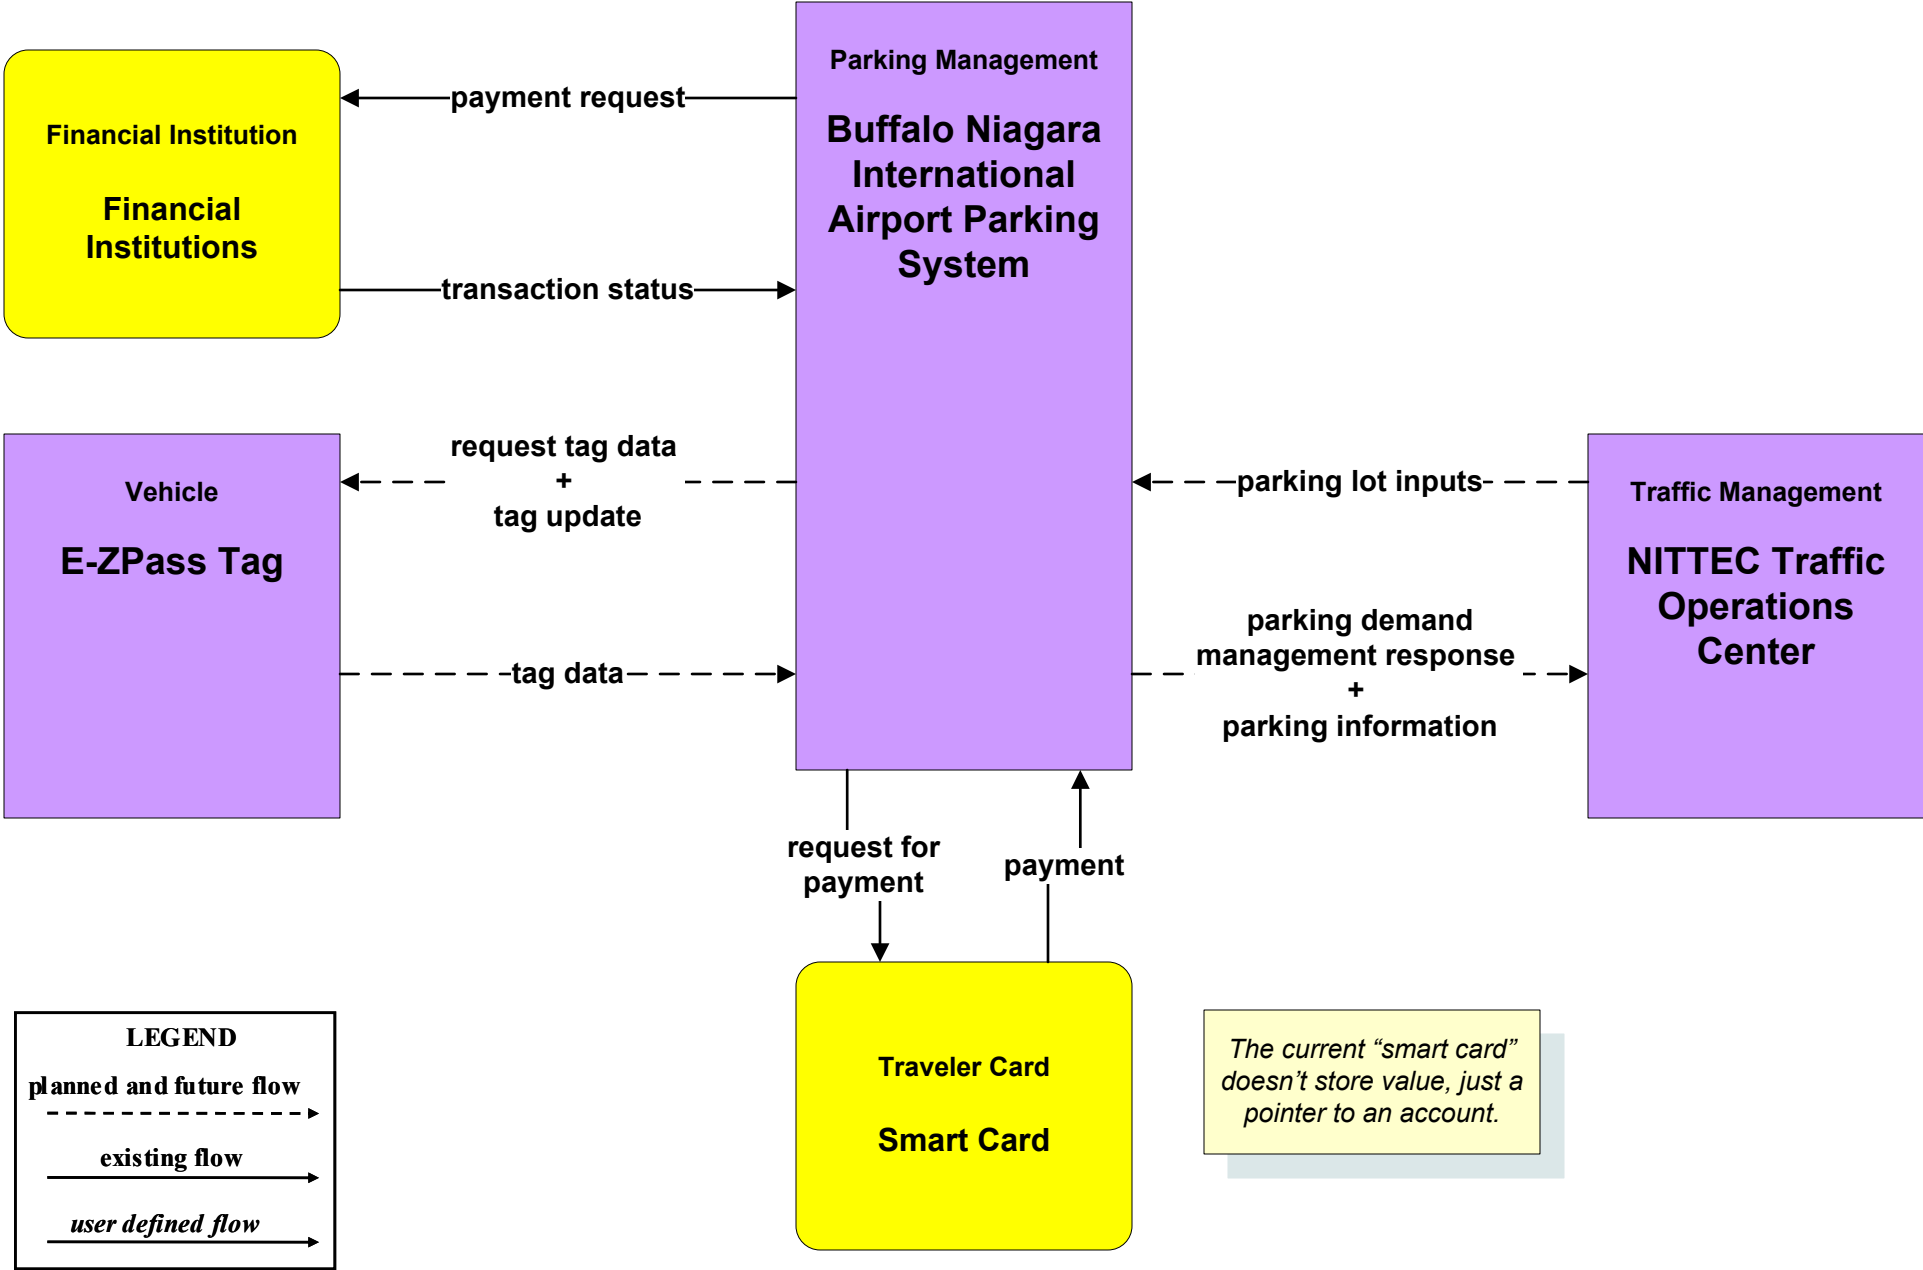 Parking Management
Buffalo Niagara
International
Airport Parking
System
Financial Institution
Financial
Institutions
payment request
transaction status
Vehicle
E-ZPass Tag
request tag data
+
tag update
tag data
parking lot inputs
parking demand
management response
+
parking information
Traffic Management
NITTEC Traffic
Operations
Center
request for
payment
payment
Traveler Card
Smart Card
The current “smart card”
doesn’t store value, just a
pointer to an account.
LEGEND
planned and future flow
existing flow
user defined flow